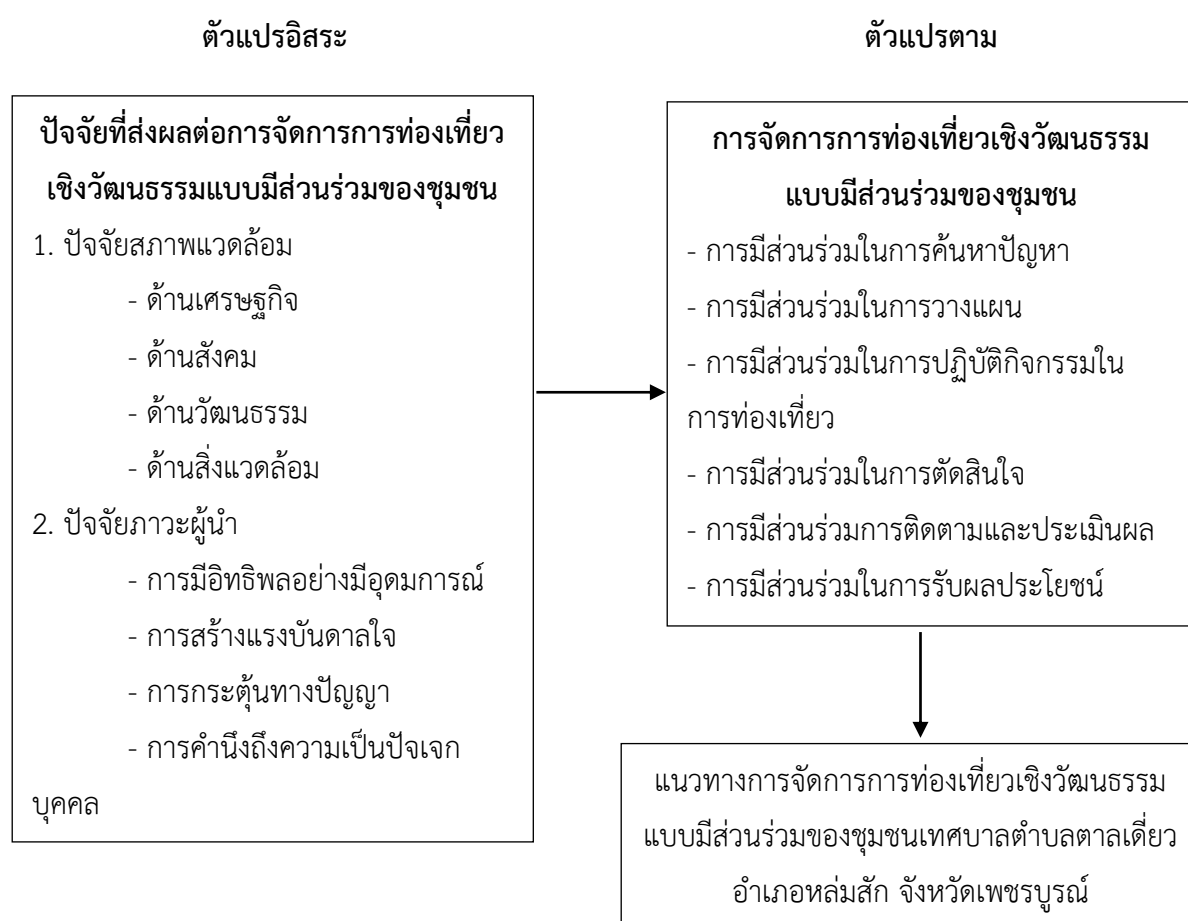 ตัวแปรอิสระ
ตัวแปรตาม
ปัจจัยที่ส่งผลต่อการจัดการการท่องเที่ยว
เชิงวัฒนธรรมแบบมีส่วนร่วมของชุมชน
1. ปัจจัยสภาพแวดล้อม
- ด้านเศรษฐกิจ
- ด้านสังคม
- ด้านวัฒนธรรม
- ด้านสิ่งแวดล้อม
2. ปัจจัยภาวะผู้นำ
- การมีอิทธิพลอย่างมีอุดมการณ์
- การสร้างแรงบันดาลใจ
- การกระตุ้นทางปัญญา
- การคำนึงถึงความเป็นปัจเจก
บุคคล
การจัดการการท่องเที่ยวเชิงวัฒนธรรม
แบบมีส่วนร่วมของชุมชน
- การมีส่วนร่วมในการค้นหาปัญหา
- การมีส่วนร่วมในการวางแผน
- การมีส่วนร่วมในการปฏิบัติกิจกรรมใน
การท่องเที่ยว
- การมีส่วนร่วมในการตัดสินใจ
- การมีส่วนร่วมการติดตามและประเมินผล
- การมีส่วนร่วมในการรับผลประโยชน์
แนวทางการจัดการการท่องเที่ยวเชิงวัฒนธรรม
แบบมีส่วนร่วมของชุมชนเทศบาลตำบลตาลเดี่ยว
อำเภอหล่มสัก จังหวัดเพชรบูรณ์